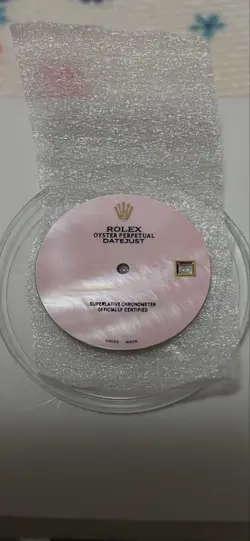 ROLEX
OYSTER PERPETUAL
DATEJUST
SUPERLATIVE CHRONOMETER
OFFICIALLY CERTIFIED
SWISS MADE